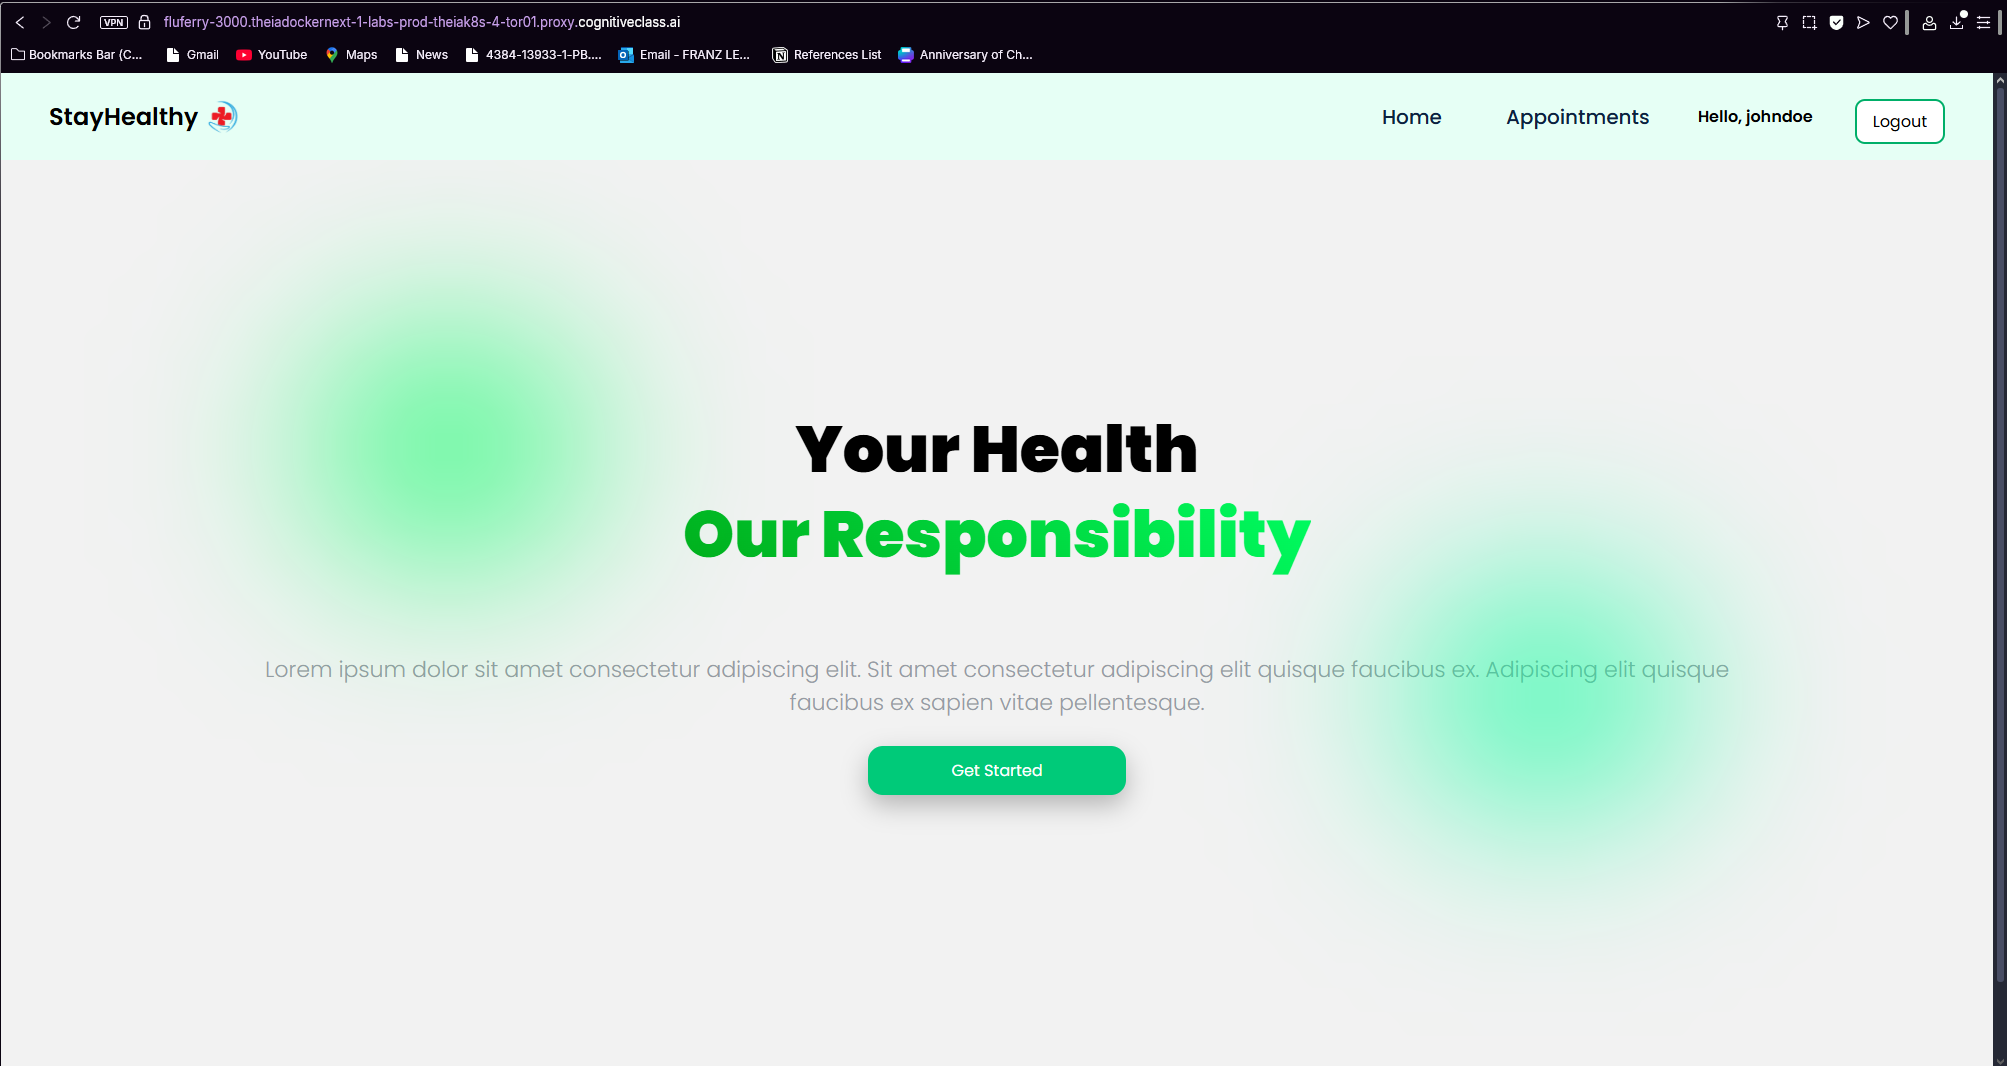 VPN
fluferry-3000.theiadockernext-1-labs-prod-theiak8s-4-tor01.proxy.cognitiveclass.ai
Bookmarks Bar (C... Gmail YouTube Maps News 4384-13933-1-PB.... Email - FRANZ LE... References List Anniversary of Ch...
StayHealthy Home Appointments Hello, johndoe Logout
Your Health
Our Responsibility
Lorem ipsum dolor sit amet consectetur adipiscing elit. Sit amet consectetur adipiscing elit quisque faucibus ex. Adipiscing elit quisque
faucibus ex sapien vitae pellentesque.
Get Started